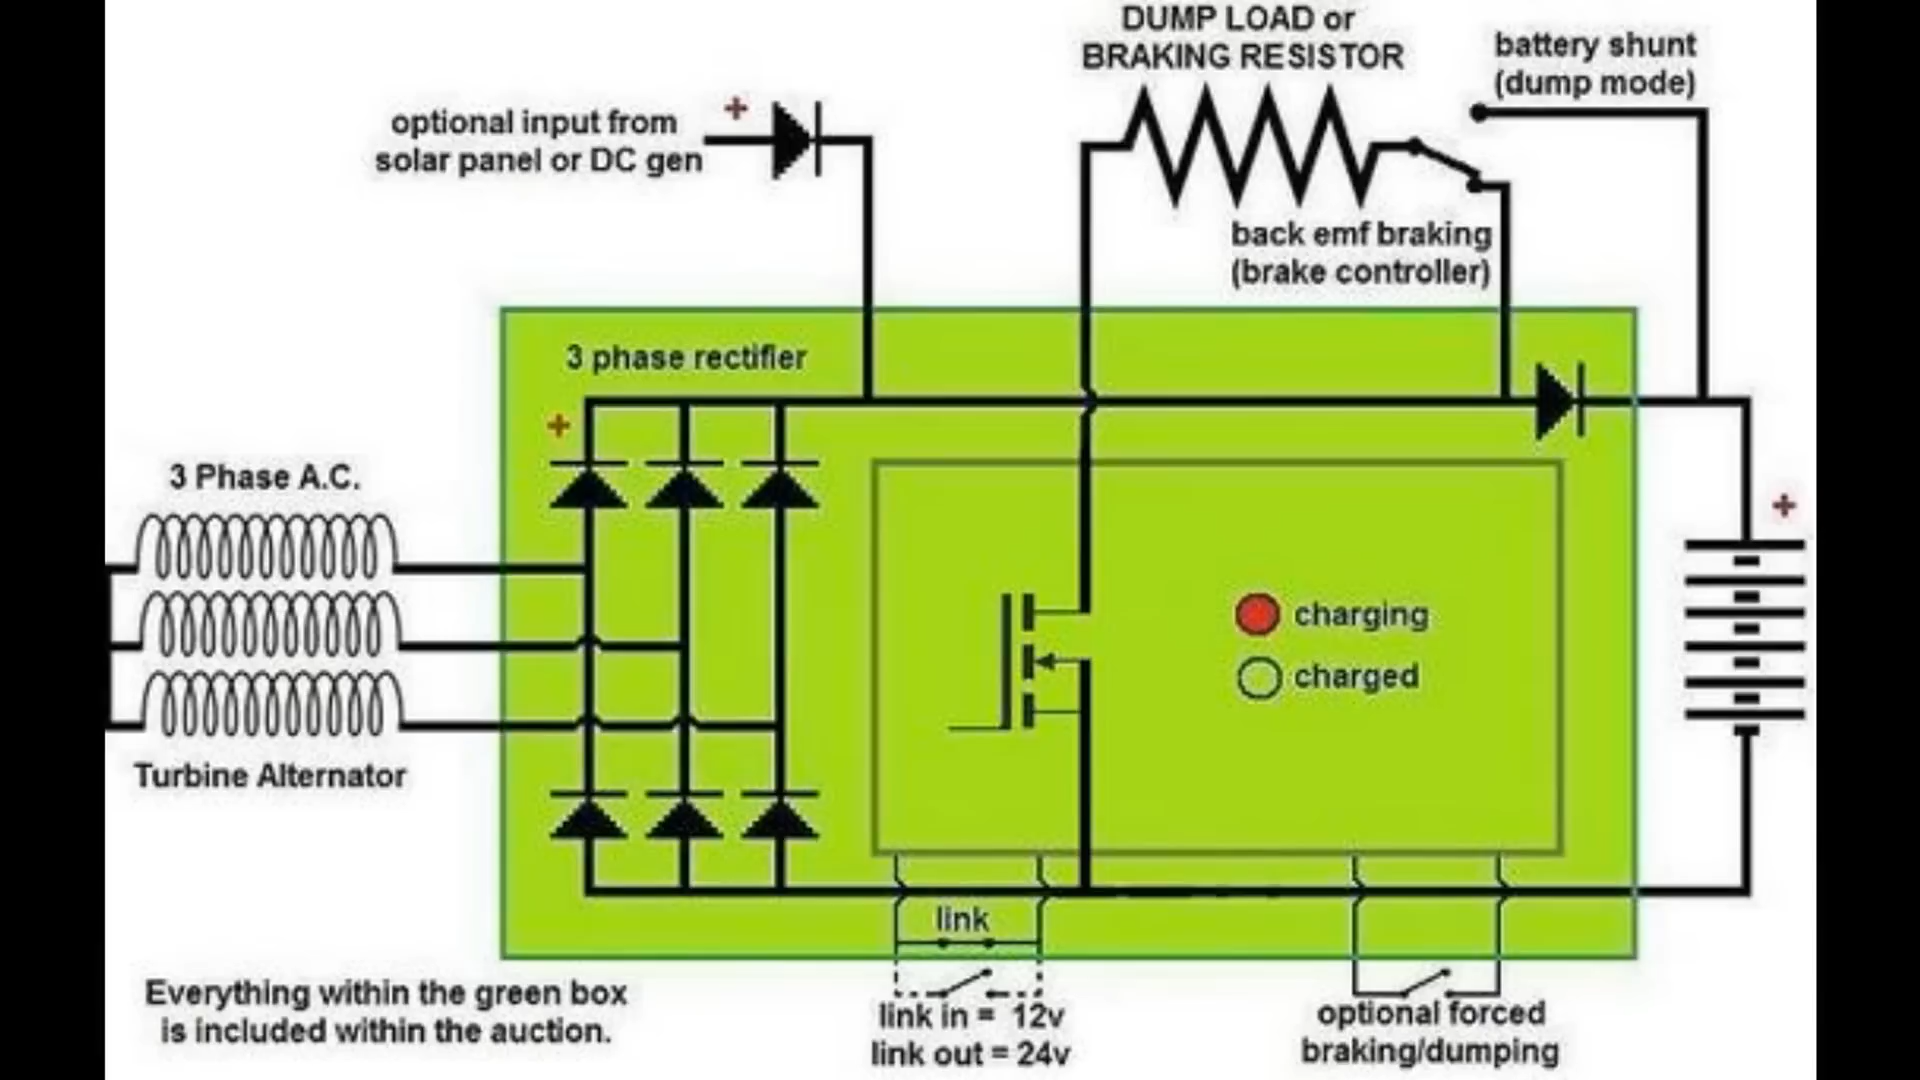 DUMP LOAD or
BRAKING RESISTOR
battery shunt
(dump mode)
+
optional input from
solar panel or DC gen
back emf braking
(brake controller)
3 phase rectifier
+
3 Phase A.C.
+
charging
charged
Turbine Alternator
link
Everything within the green box
is included within the auction.
link in = 12v
link out = 24v
optional forced
braking/dumping